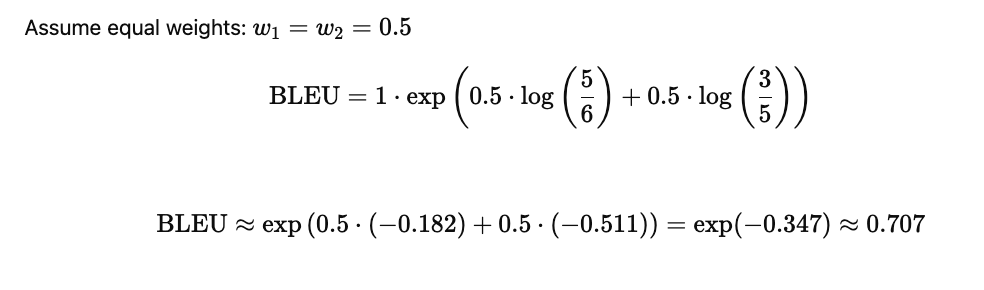 Assume equal weights: w₁ = w₂ = 0.5
BLEU = 1 · exp (0.5 · log (5/6) + 0.5 · log (3/5))
BLEU ≈ exp (0.5 · (−0.182) + 0.5 · (−0.511)) = exp(−0.347) ≈ 0.707